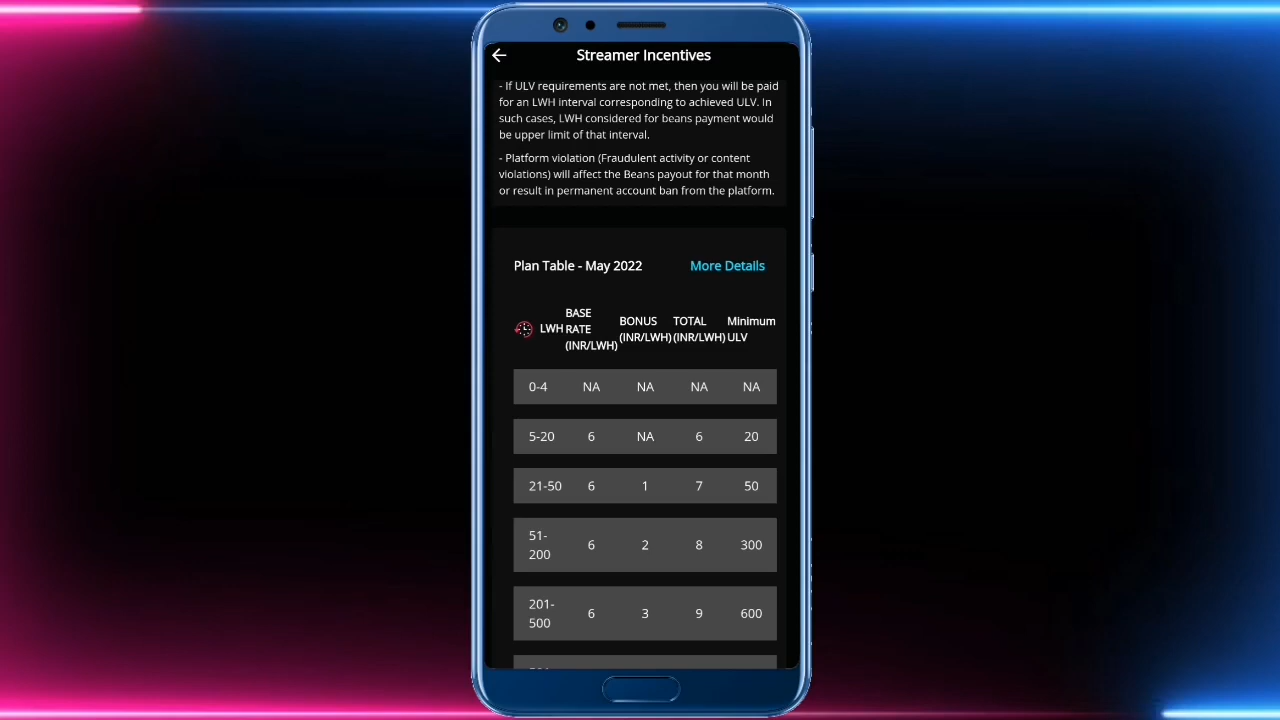 Streamer Incentives
- If ULV requirements are not met, then you will be paid
for an LWH interval corresponding to achieved ULV. In
such cases, LWH considered for beans payment would
be upper limit of that interval.
- Platform violation (Fraudulent activity or content
violations) will affect the Beans payout for that month
or result in permanent account ban from the platform.
Plan Table - May 2022 More Details
LWH BASE RATE (INR/LWH) BONUS (INR/LWH) TOTAL (INR/LWH) Minimum ULV
0-4 NA NA NA NA
5-20 6 NA 6 20
21-50 6 1 7 50
51-200 6 2 8 300
201-500 6 3 9 600